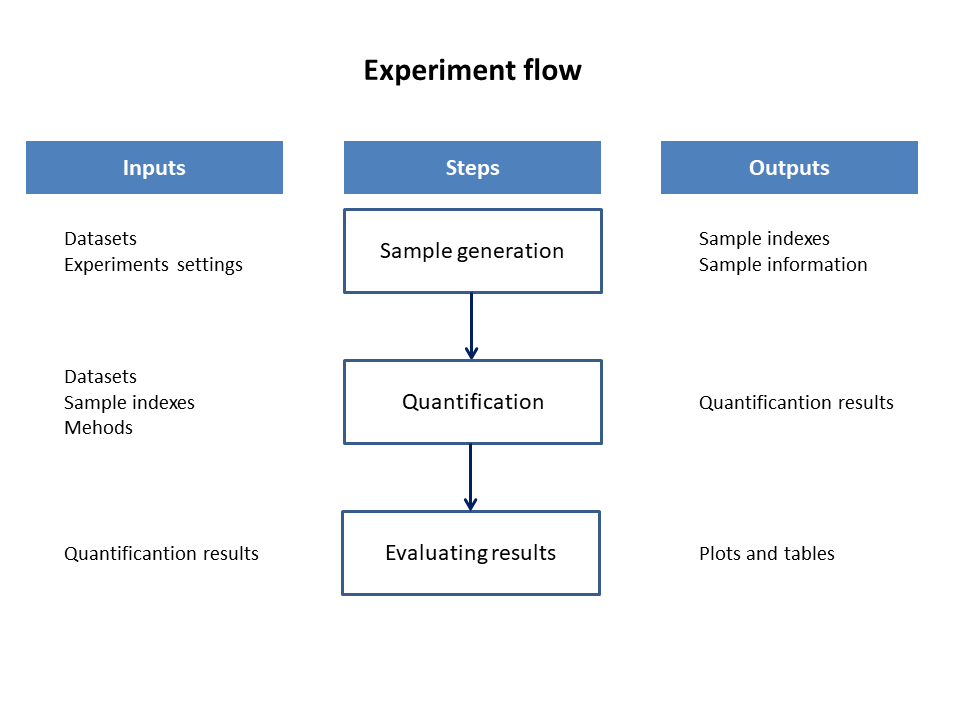 Experiment flow
Inputs
Steps
Outputs
Datasets
Experiments settings
Sample generation
Sample indexes
Sample information
Datasets
Sample indexes
Mehods
Quantification
Quantificantion results
Quantificantion results
Evaluating results
Plots and tables